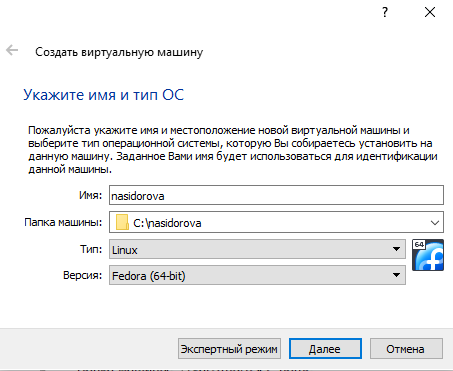 ?
Создать виртуальную машину
Укажите имя и тип ОС
Пожалуйста укажите имя и местоположение новой виртуальной машины и
выберите тип операционной системы, которую Вы собираетесь установить на
данную машину. Заданное Вами имя будет использоваться для идентификации
данной машины.
Имя: nasidorova
Папка машины: C:\nasidorova
Тип: Linux
64
Версия: Fedora (64-bit)
Экспертный режим Далее Отмена